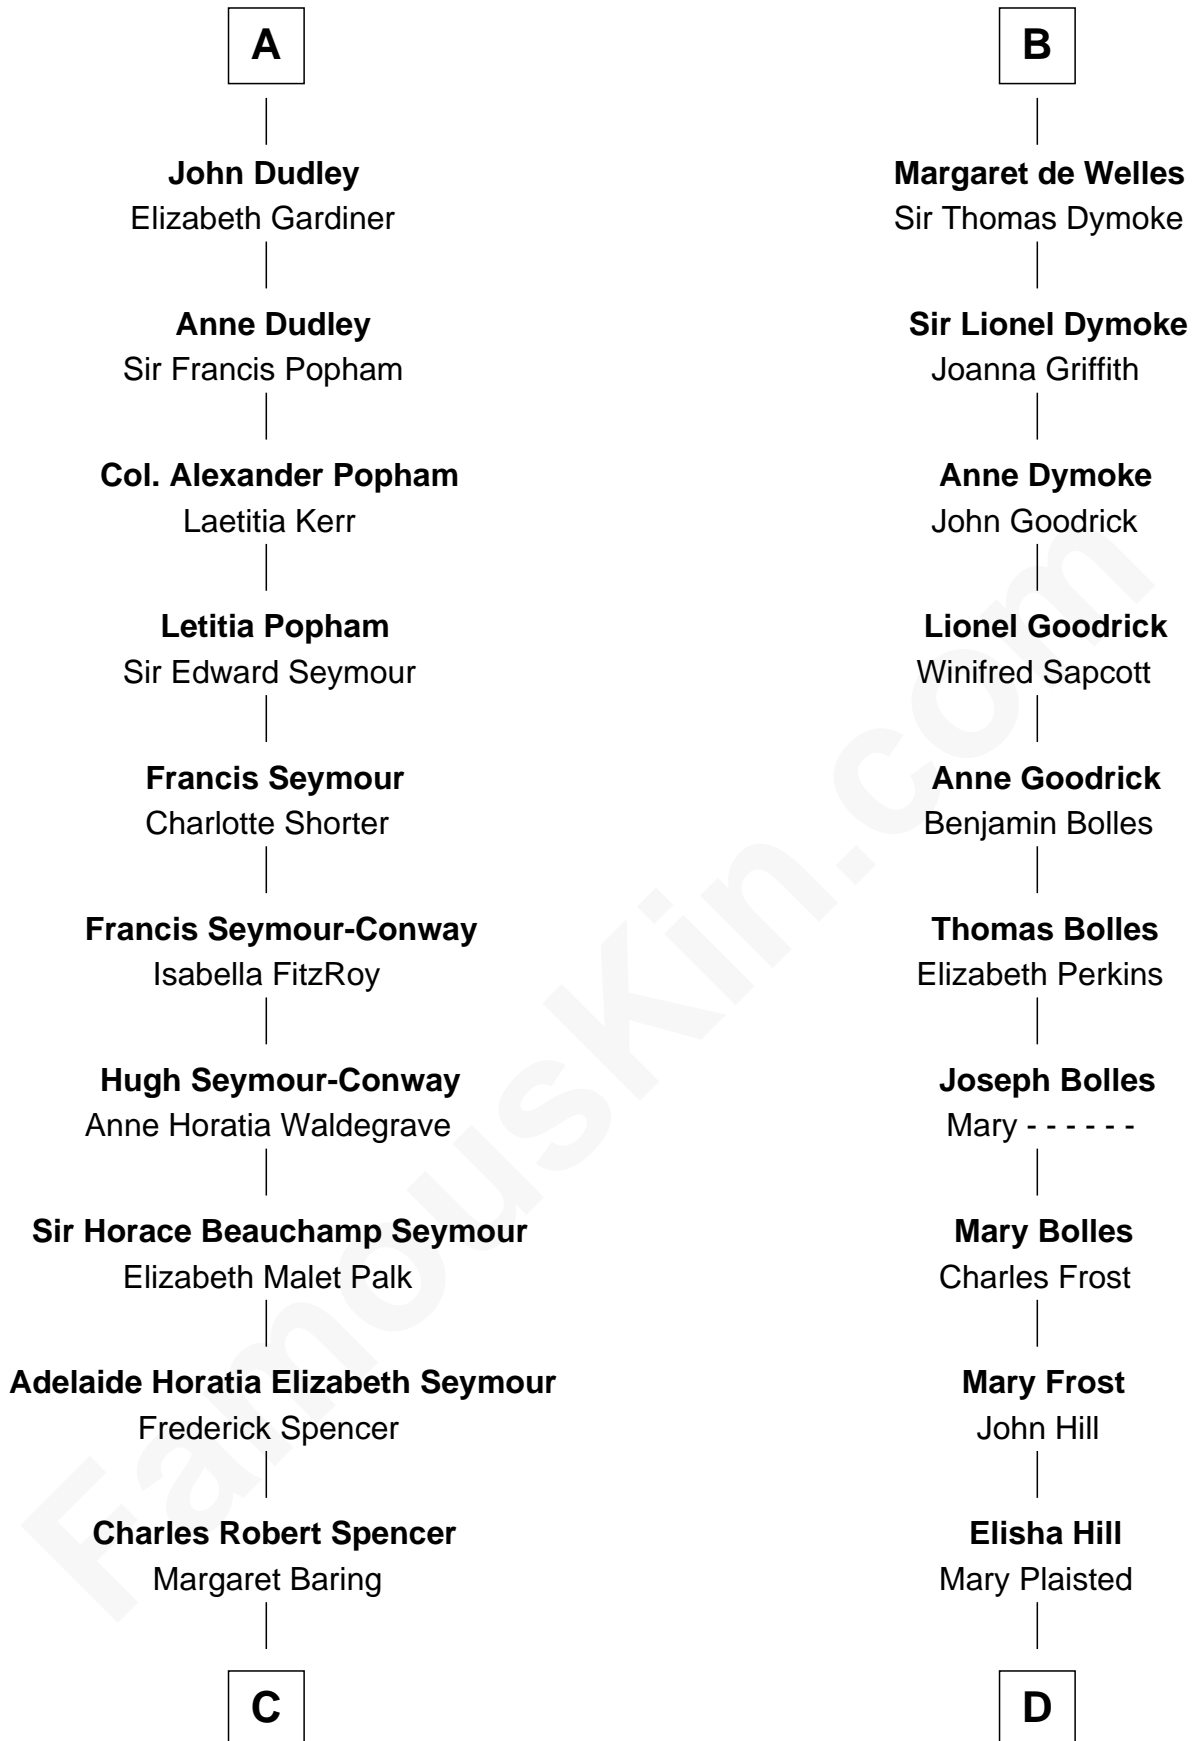 A
John Dudley
Elizabeth Gardiner
Anne Dudley
Sir Francis Popham
Col. Alexander Popham
Laetitia Kerr
Letitia Popham
Sir Edward Seymour
Francis Seymour
Charlotte Shorter
Francis Seymour-Conway
Isabella FitzRoy
Hugh Seymour-Conway
Anne Horatia Waldegrave
Sir Horace Beauchamp Seymour
Elizabeth Malet Palk
Adelaide Horatia Elizabeth Seymour
Frederick Spencer
Charles Robert Spencer
Margaret Baring
C
B
Margaret de Welles
Sir Thomas Dymoke
Sir Lionel Dymoke
Joanna Griffith
Anne Dymoke
John Goodrick
Lionel Goodrick
Winifred Sapcott
Anne Goodrick
Benjamin Bolles
Thomas Bolles
Elizabeth Perkins
Joseph Bolles
Mary - - - - - -
Mary Bolles
Charles Frost
Mary Frost
John Hill
Elisha Hill
Mary Plaisted
D
FamousKin.com